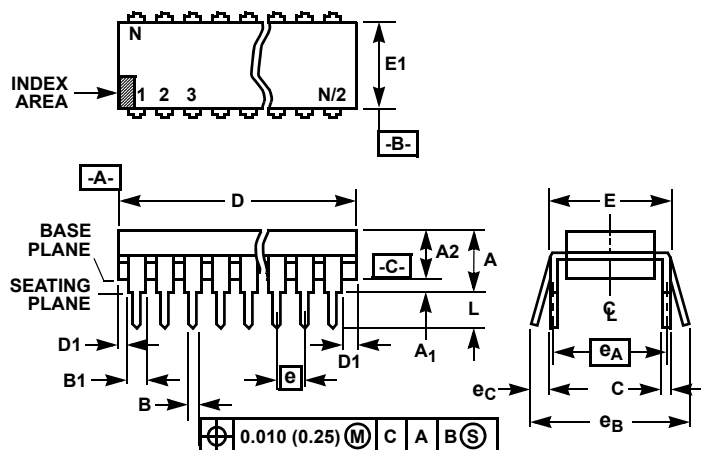 N
E1
INDEX
AREA
1 2 3 N/2
-B-
-A-
D
E
BASE
PLANE
A2
A
-C-
SEATING
PLANE
L
C
L
D1
A1
D1
eA
B1
e
eC
C
B
eB
0.010 (0.25) M C A B S